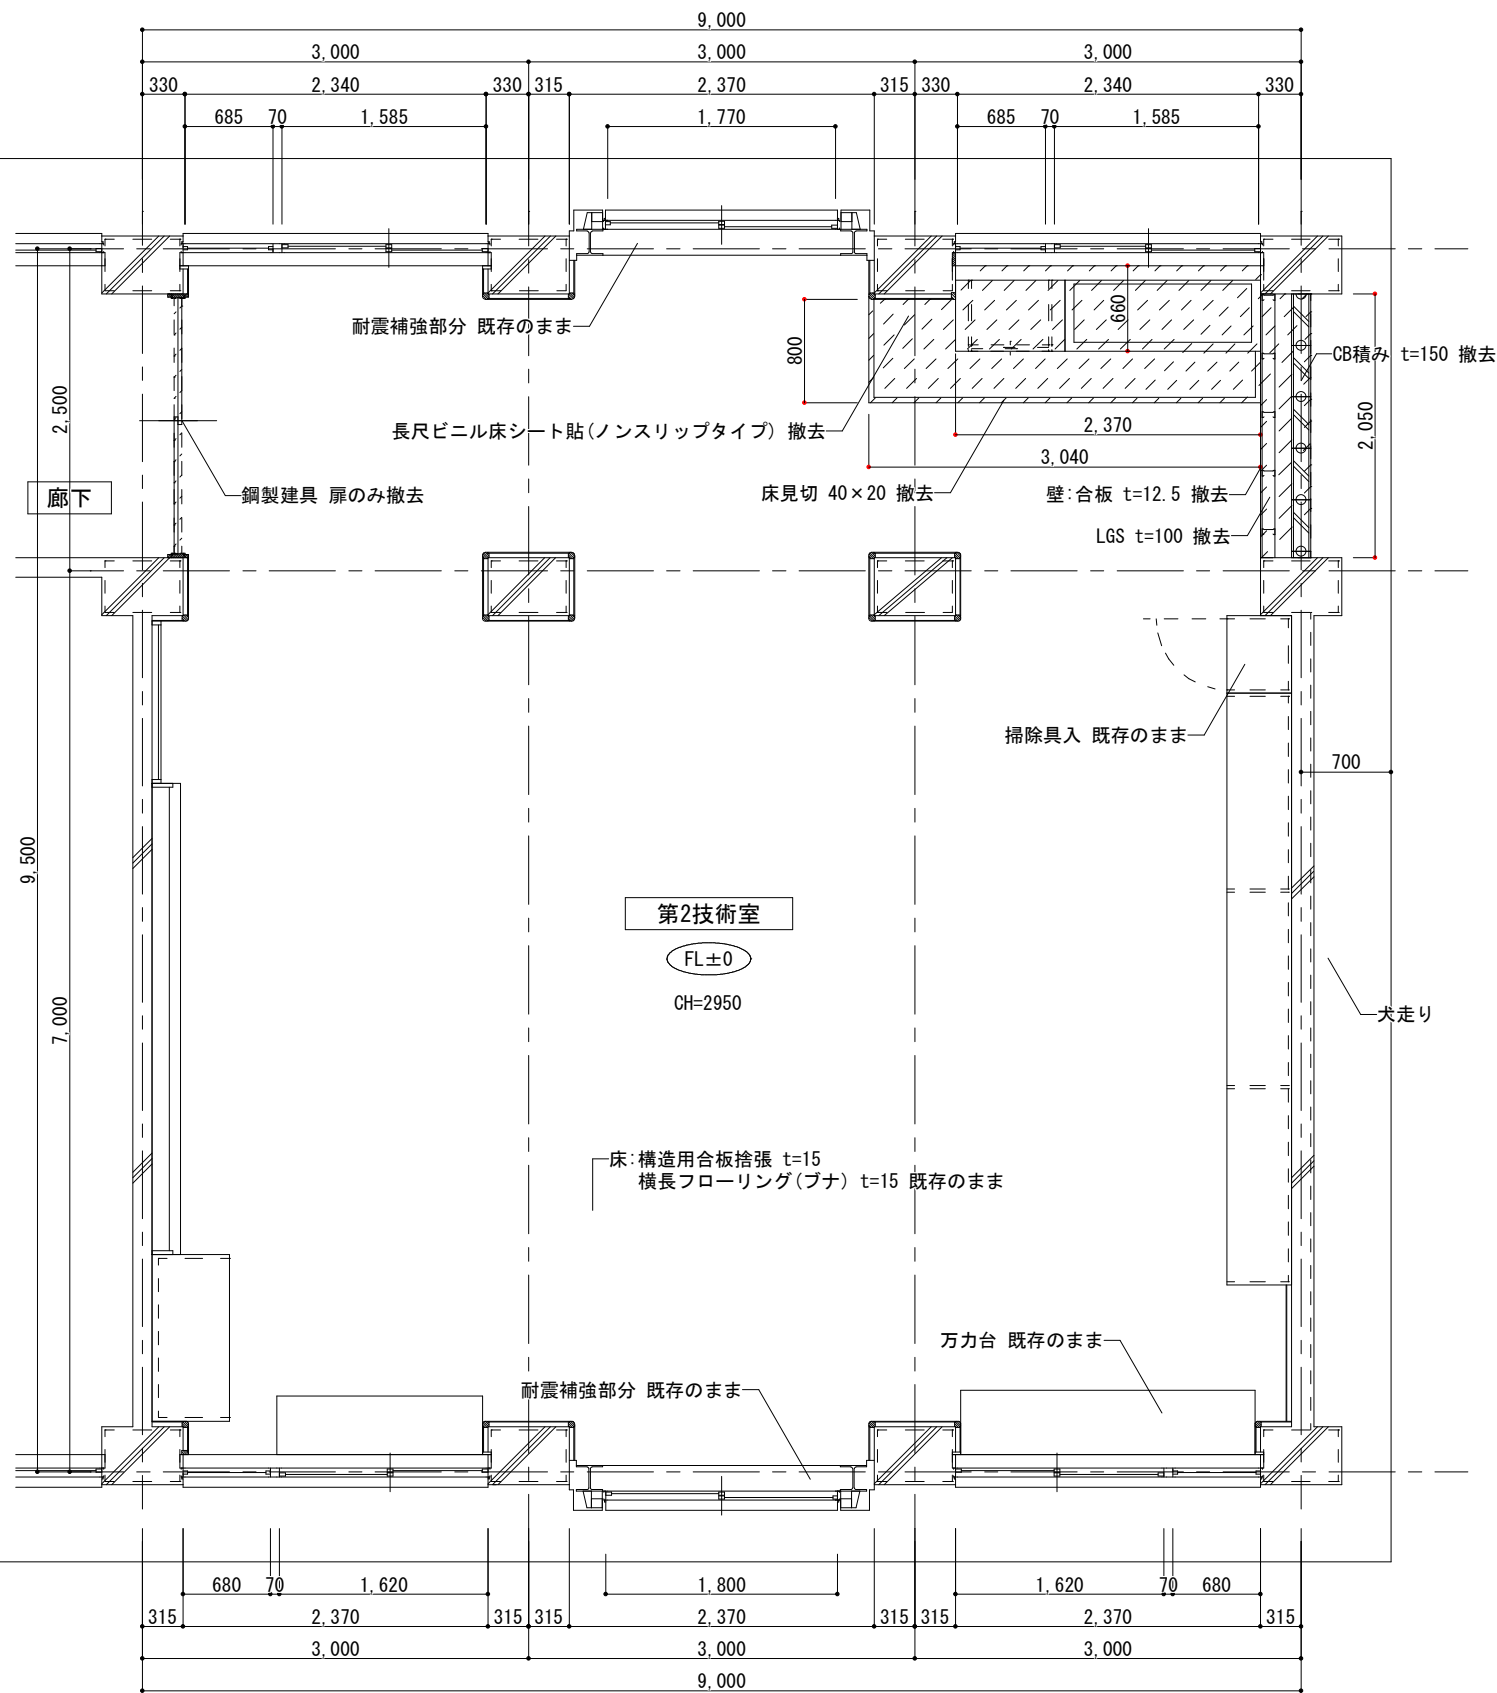 9,000
3,000 3,000 3,000
330 2,340 330 315 2,370 315 330 2,340 330
685 70 1,585 1,770 685 70 1,585
耐震補強部分 既存のまま
800
660
CB積み t=150 撤去
2,500
長尺ビニル床シート貼(ノンスリップタイプ) 撤去
2,370
2,050
3,040
廊下
鋼製建具 扉のみ撤去
床見切 40×20 撤去
壁:合板 t=12.5 撤去
LGS t=100 撤去
掃除具入 既存のまま
700
9,500
第2技術室
FL±0
CH=2950
7,000
犬走り
床:構造用合板捨張 t=15
横長フローリング(ブナ) t=15 既存のまま
万力台 既存のまま
耐震補強部分 既存のまま
680 70 1,620 1,800 1,620 70 680
315 2,370 315 315 2,370 315 315 2,370 315
3,000 3,000 3,000
9,000